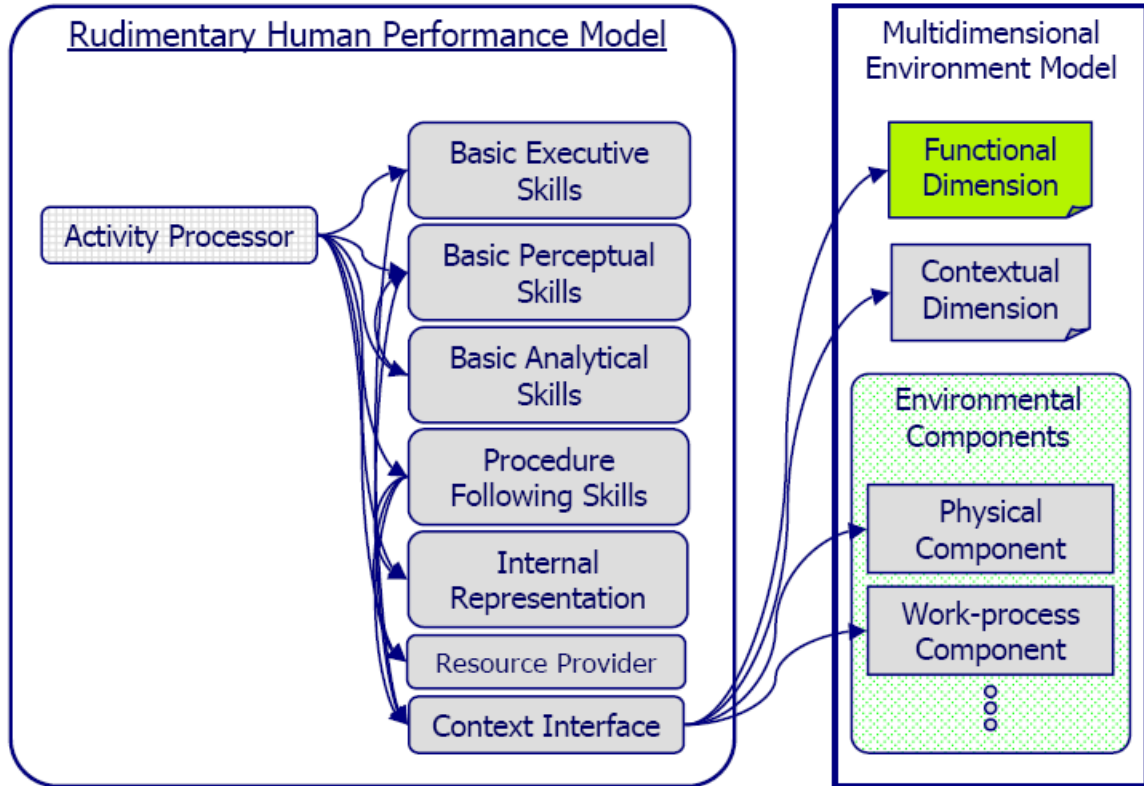 Rudimentary Human Performance Model
Basic Executive
Skills
Activity Processor
Basic Perceptual
Skills
Basic Analytical
Skills
Procedure
Following Skills
Internal
Representation
Resource Provider
Context Interface
Multidimensional
Environment Model
Functional
Dimension
Contextual
Dimension
Environmental
Components
Physical
Component
Work-process
Component